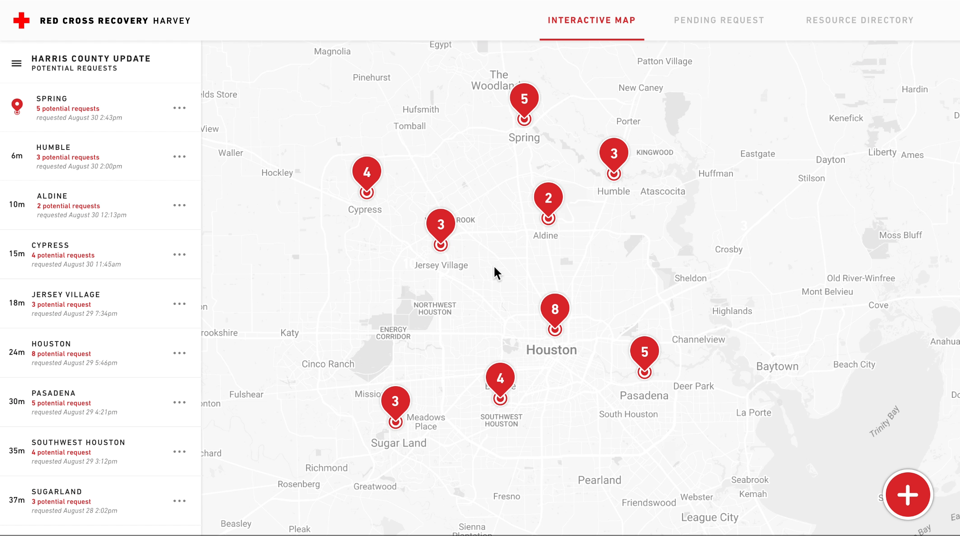 RED CROSS RECOVERY HARVEY
INTERACTIVE MAP
PENDING REQUEST
RESOURCE DIRECTORY
HARRIS COUNTY UPDATE
POTENTIAL REQUESTS
SPRING
5 potential requests
requested August 30 2:43pm
6m
HUMBLE
3 potential requests
requested August 30 2:00pm
10m
ALDINE
2 potential requests
requested August 30 12:13pm
15m
CYPRESS
4 potential requests
requested August 30 11:45am
18m
JERSEY VILLAGE
3 potential request
requested August 29 7:34pm
24m
HOUSTON
8 potential request
requested August 29 5:46pm
30m
PASADENA
5 potential request
requested August 29 4:21pm
35m
SOUTHWEST HOUSTON
4 potential request
requested August 29 3:12pm
37m
SUGARLAND
3 potential request
requested August 28 2:02pm
Egypt
Magnolia
Patton Village
The
Woodlan
Pinehurst
New Caney
Hardin
elds Store
5
Hufsmith
Porter
Kenefick
Tomball
View
Spring
Waller
3
KINGWOOD
Eastgate
Dayton
Liberty
Ames
Hockley
4
Huffman
Stilson
Humble
Atascocita
2
Cypress
3
ROOK
Aldine
Moss Bluff
Crosby
Jersey Village
Sheldon
Old River-Winfree
Mont Belvieu
NORTHWEST
HOUSTON
8
Highlands
Cove
rookshire
Katy
ENERGY
CORRIDOR
Channelview
Anahua
Houston
5
Cinco Ranch
Baytown
Beach City
4
Deer Park
Fulshear
Missio
Pasadena
3
onton
Meadows
Place
SOUTHWEST
HOUSTON
South Houston
La Porte
Trinity Bay
Sugar Land
chard
Richmond
Pearland
Seabrook
Rosenberg
Greatwood
Fresno
Webster
Kemah
Friendswood
League City
Beasley
Pleak
Sienna
Plantation
Bay